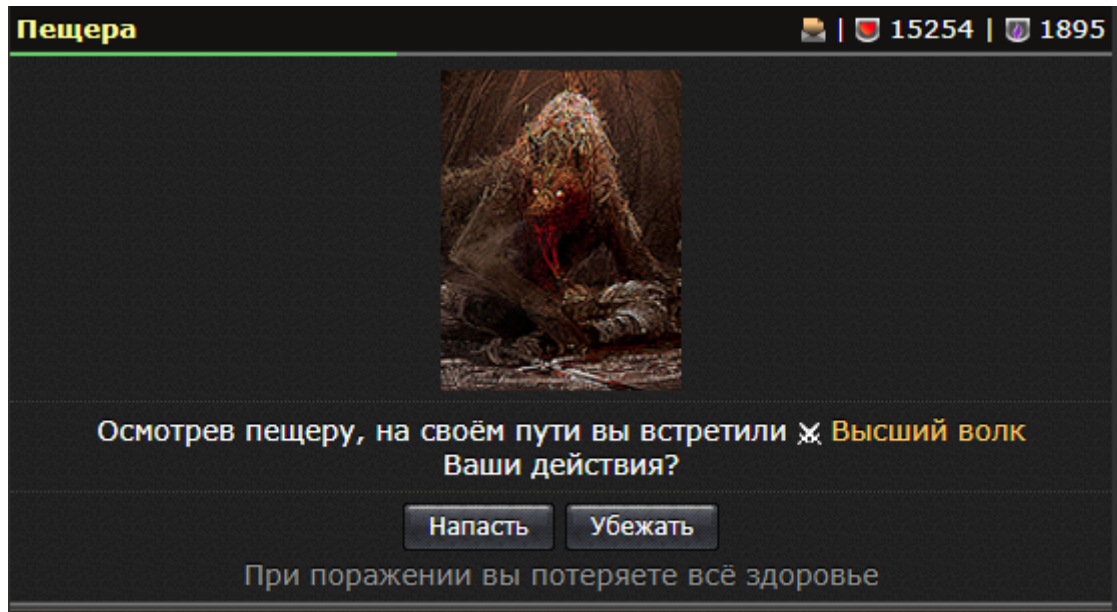 Пещера | 15254 | 1895
Осмотрев пещеру, на своём пути вы встретили Высший волк
Ваши действия?
Напасть Убежать
При поражении вы потеряете всё здоровье